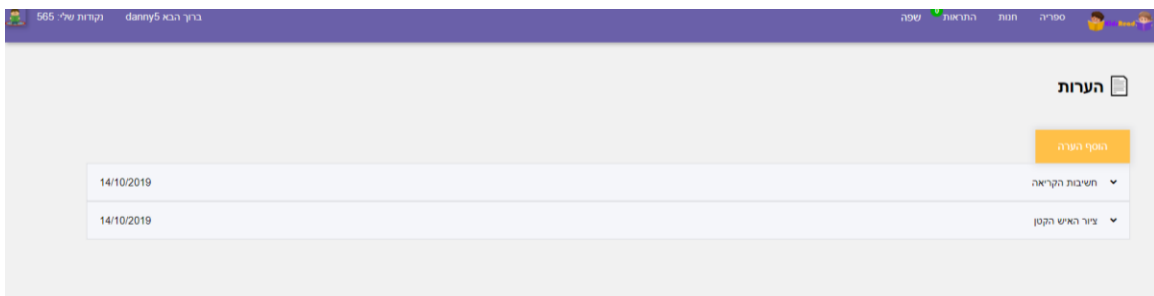 ספריה חנות התראות 0 שפה ברוך הבא danny5 נקודות שלי: 565
הערות
הוסף הערה
חשיבות הקריאה 14/10/2019
ציור האיש הקטן 14/10/2019